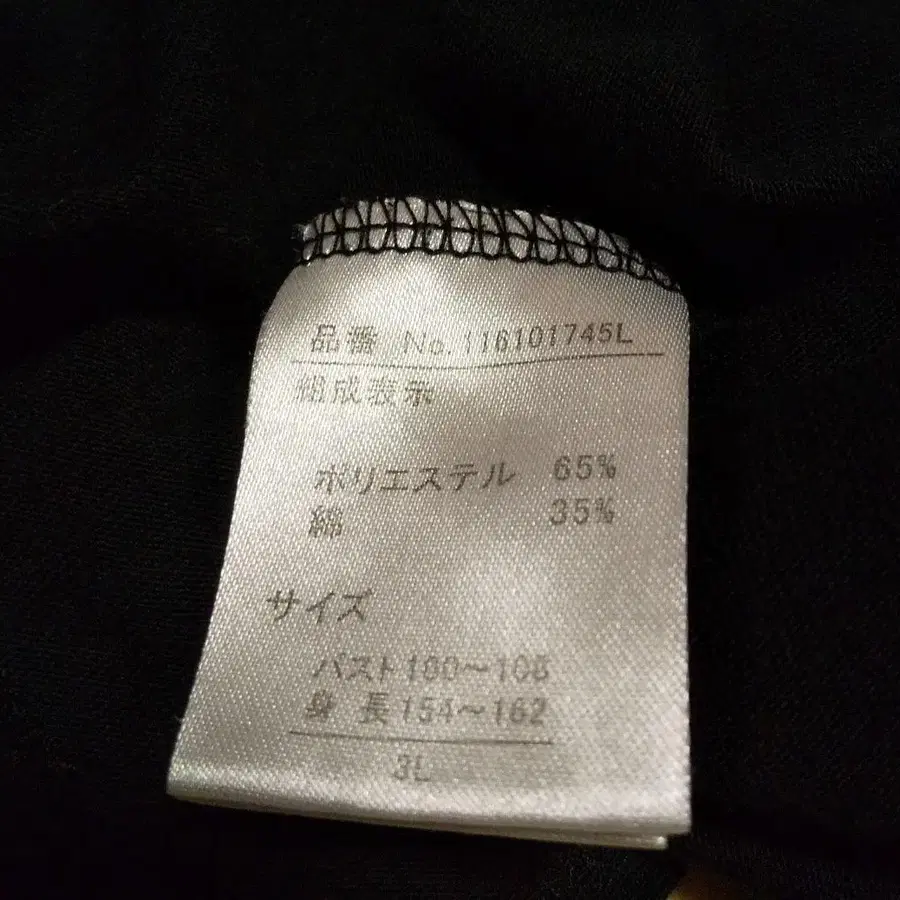 品番 No. 116101745L
組成表示
ポリエステル 65%
綿 35%
サイズ
バスト100～106
身長154～162
3L